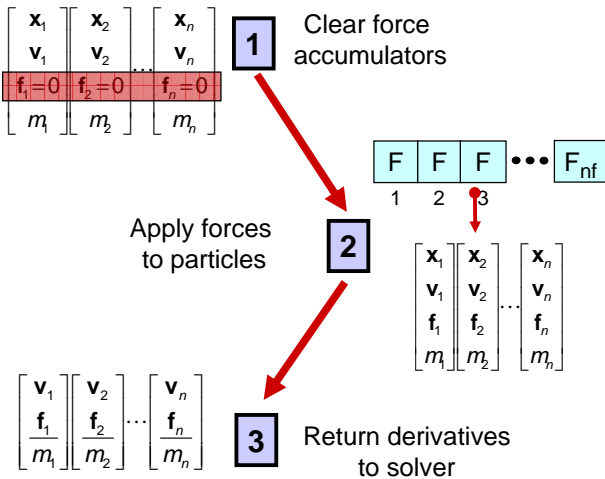 x₁ x₂ xₙ
v₁ v₂ ... vₙ
f₁=0 f₂=0 fₙ=0
m₁ m₂ mₙ
1
Clear force
accumulators
F F F ••• Fnf
1 2 3
Apply forces
to particles
2
x₁ x₂ xₙ
v₁ v₂ vₙ
...
f₁ f₂ fₙ
m₁ m₂ mₙ
v₁ v₂ ... vₙ
f₁ f₂ fₙ
m₁ m₂ mₙ
3
Return derivatives
to solver